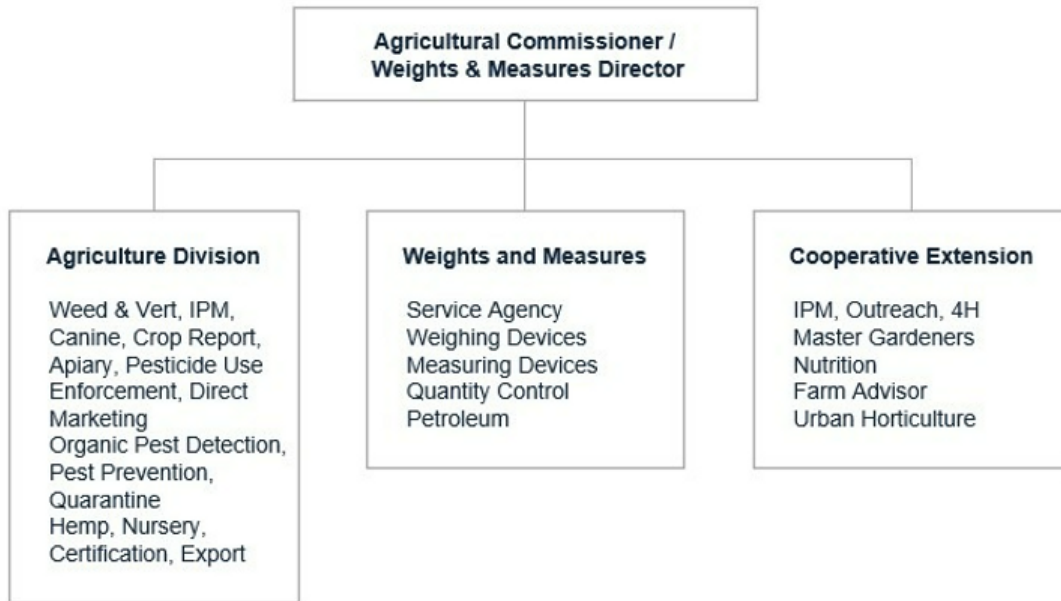 Agricultural Commissioner /
Weights & Measures Director
Agriculture Division
Weed & Vert, IPM,
Canine, Crop Report,
Apiary, Pesticide Use
Enforcement, Direct
Marketing
Organic Pest Detection,
Pest Prevention,
Quarantine
Hemp, Nursery,
Certification, Export
Weights and Measures
Service Agency
Weighing Devices
Measuring Devices
Quantity Control
Petroleum
Cooperative Extension
IPM, Outreach, 4H
Master Gardeners
Nutrition
Farm Advisor
Urban Horticulture